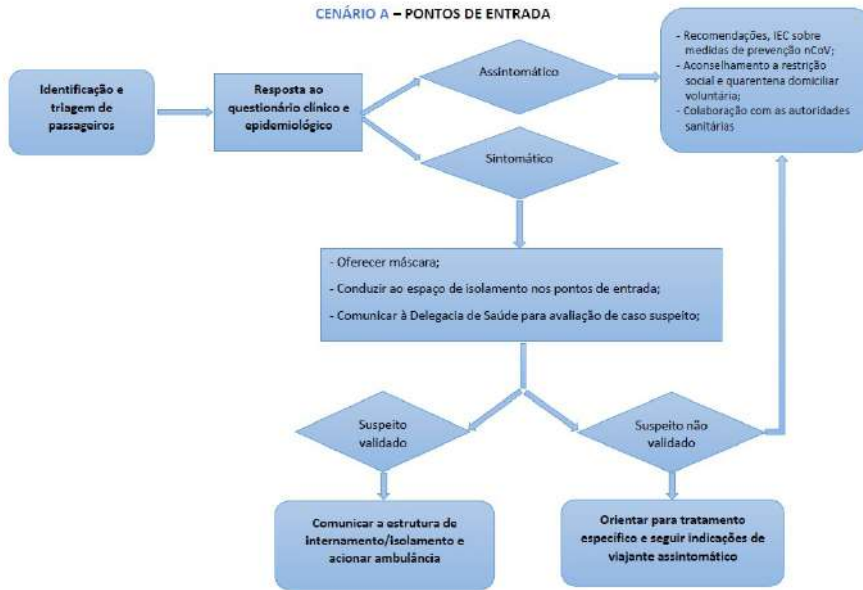 CENÁRIO A – PONTOS DE ENTRADA
Identificação e
triagem de
passageiros
Resposta ao
questionário clínico e
epidemiológico
Assintomático
- Recomendações, IEC sobre
medidas de prevenção nCoV;
- Aconselhamento a restrição
social e quarentena domiciliar
voluntária;
- Colaboração com as autoridades
sanitárias
Sintomático
- Oferecer máscara;
- Conduzir ao espaço de isolamento nos pontos de entrada;
- Comunicar à Delegacia de Saúde para avaliação de caso suspeito;
Suspeito
validado
Suspeito não
validado
Comunicar a estrutura de
internamento/isolamento e
acionar ambulância
Orientar para tratamento
específico e seguir indicações de
viajante assintomático